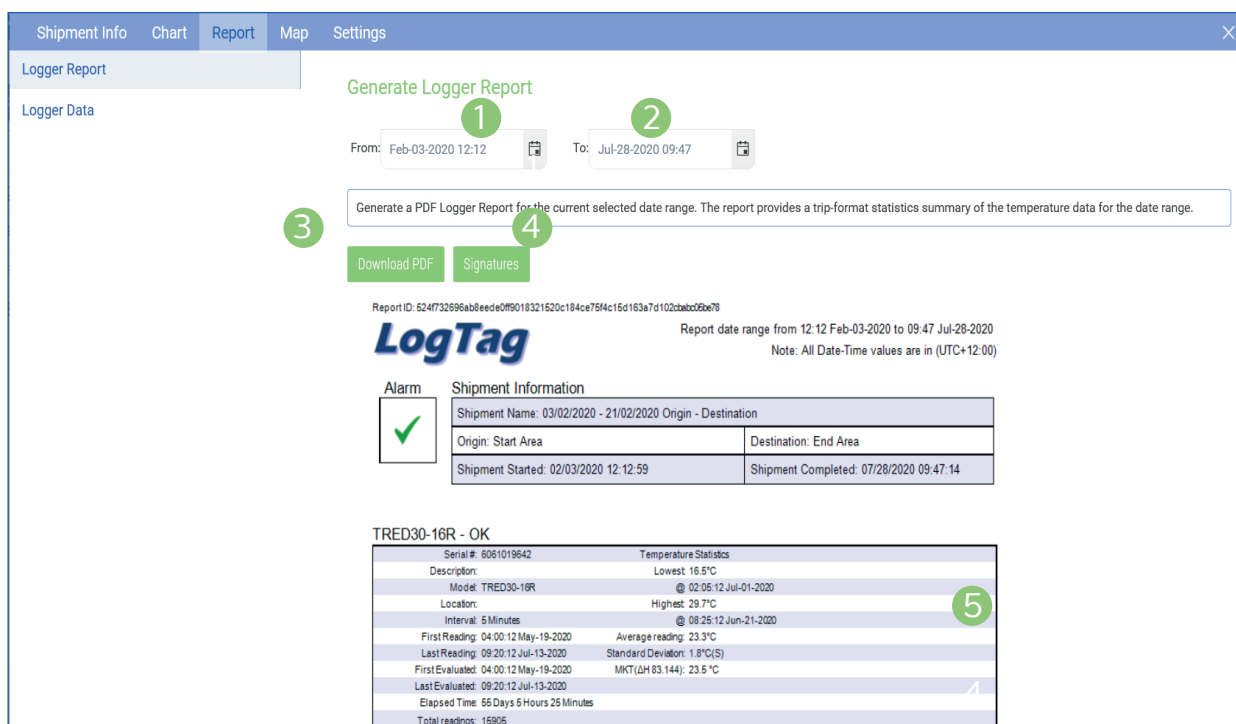 Shipment Info Chart Report Map Settings
Logger Report
Logger Data
Generate Logger Report
1 2
From: Feb-03-2020 12:12 To: Jul-28-2020 09:47
Generate a PDF Logger Report for the current selected date range. The report provides a trip-format statistics summary of the temperature data for the date range.
3 4
Download PDF Signatures
Report ID: 524f732696ab8eede0ff9018321520c184ce75f4c15d163a7d102cbabc05be78
LogTag
Report date range from 12:12 Feb-03-2020 to 09:47 Jul-28-2020
Note: All Date-Time values are in (UTC+12:00)
Alarm Shipment Information
Shipment Name: 03/02/2020 - 21/02/2020 Origin - Destination
Origin: Start Area Destination: End Area
Shipment Started: 02/03/2020 12:12:59 Shipment Completed: 07/28/2020 09:47:14
TRED30-16R - OK
Serial #: 6061019642 Temperature Statistics
Description: Lowest: 16.5°C
Model: TRED30-16R @ 02:05:12 Jul-01-2020
Location: Highest: 29.7°C
5
Interval: 5 Minutes @ 08:25:12 Jun-21-2020
First Reading: 04:00:12 May-19-2020 Average reading: 23.3°C
Last Reading: 09:20:12 Jul-13-2020 Standard Deviation: 1.8°C(S)
First Evaluated: 04:00:12 May-19-2020 MKT(ΔH 83.144): 23.5 °C
Last Evaluated: 09:20:12 Jul-13-2020
4
Elapsed Time: 55 Days 5 Hours 25 Minutes
Total readings: 15905